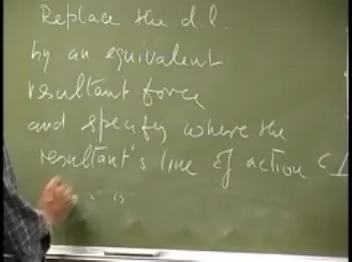 Replace the d.l.
by an equivalent
resultant force
and specify where the
resultant's line of action